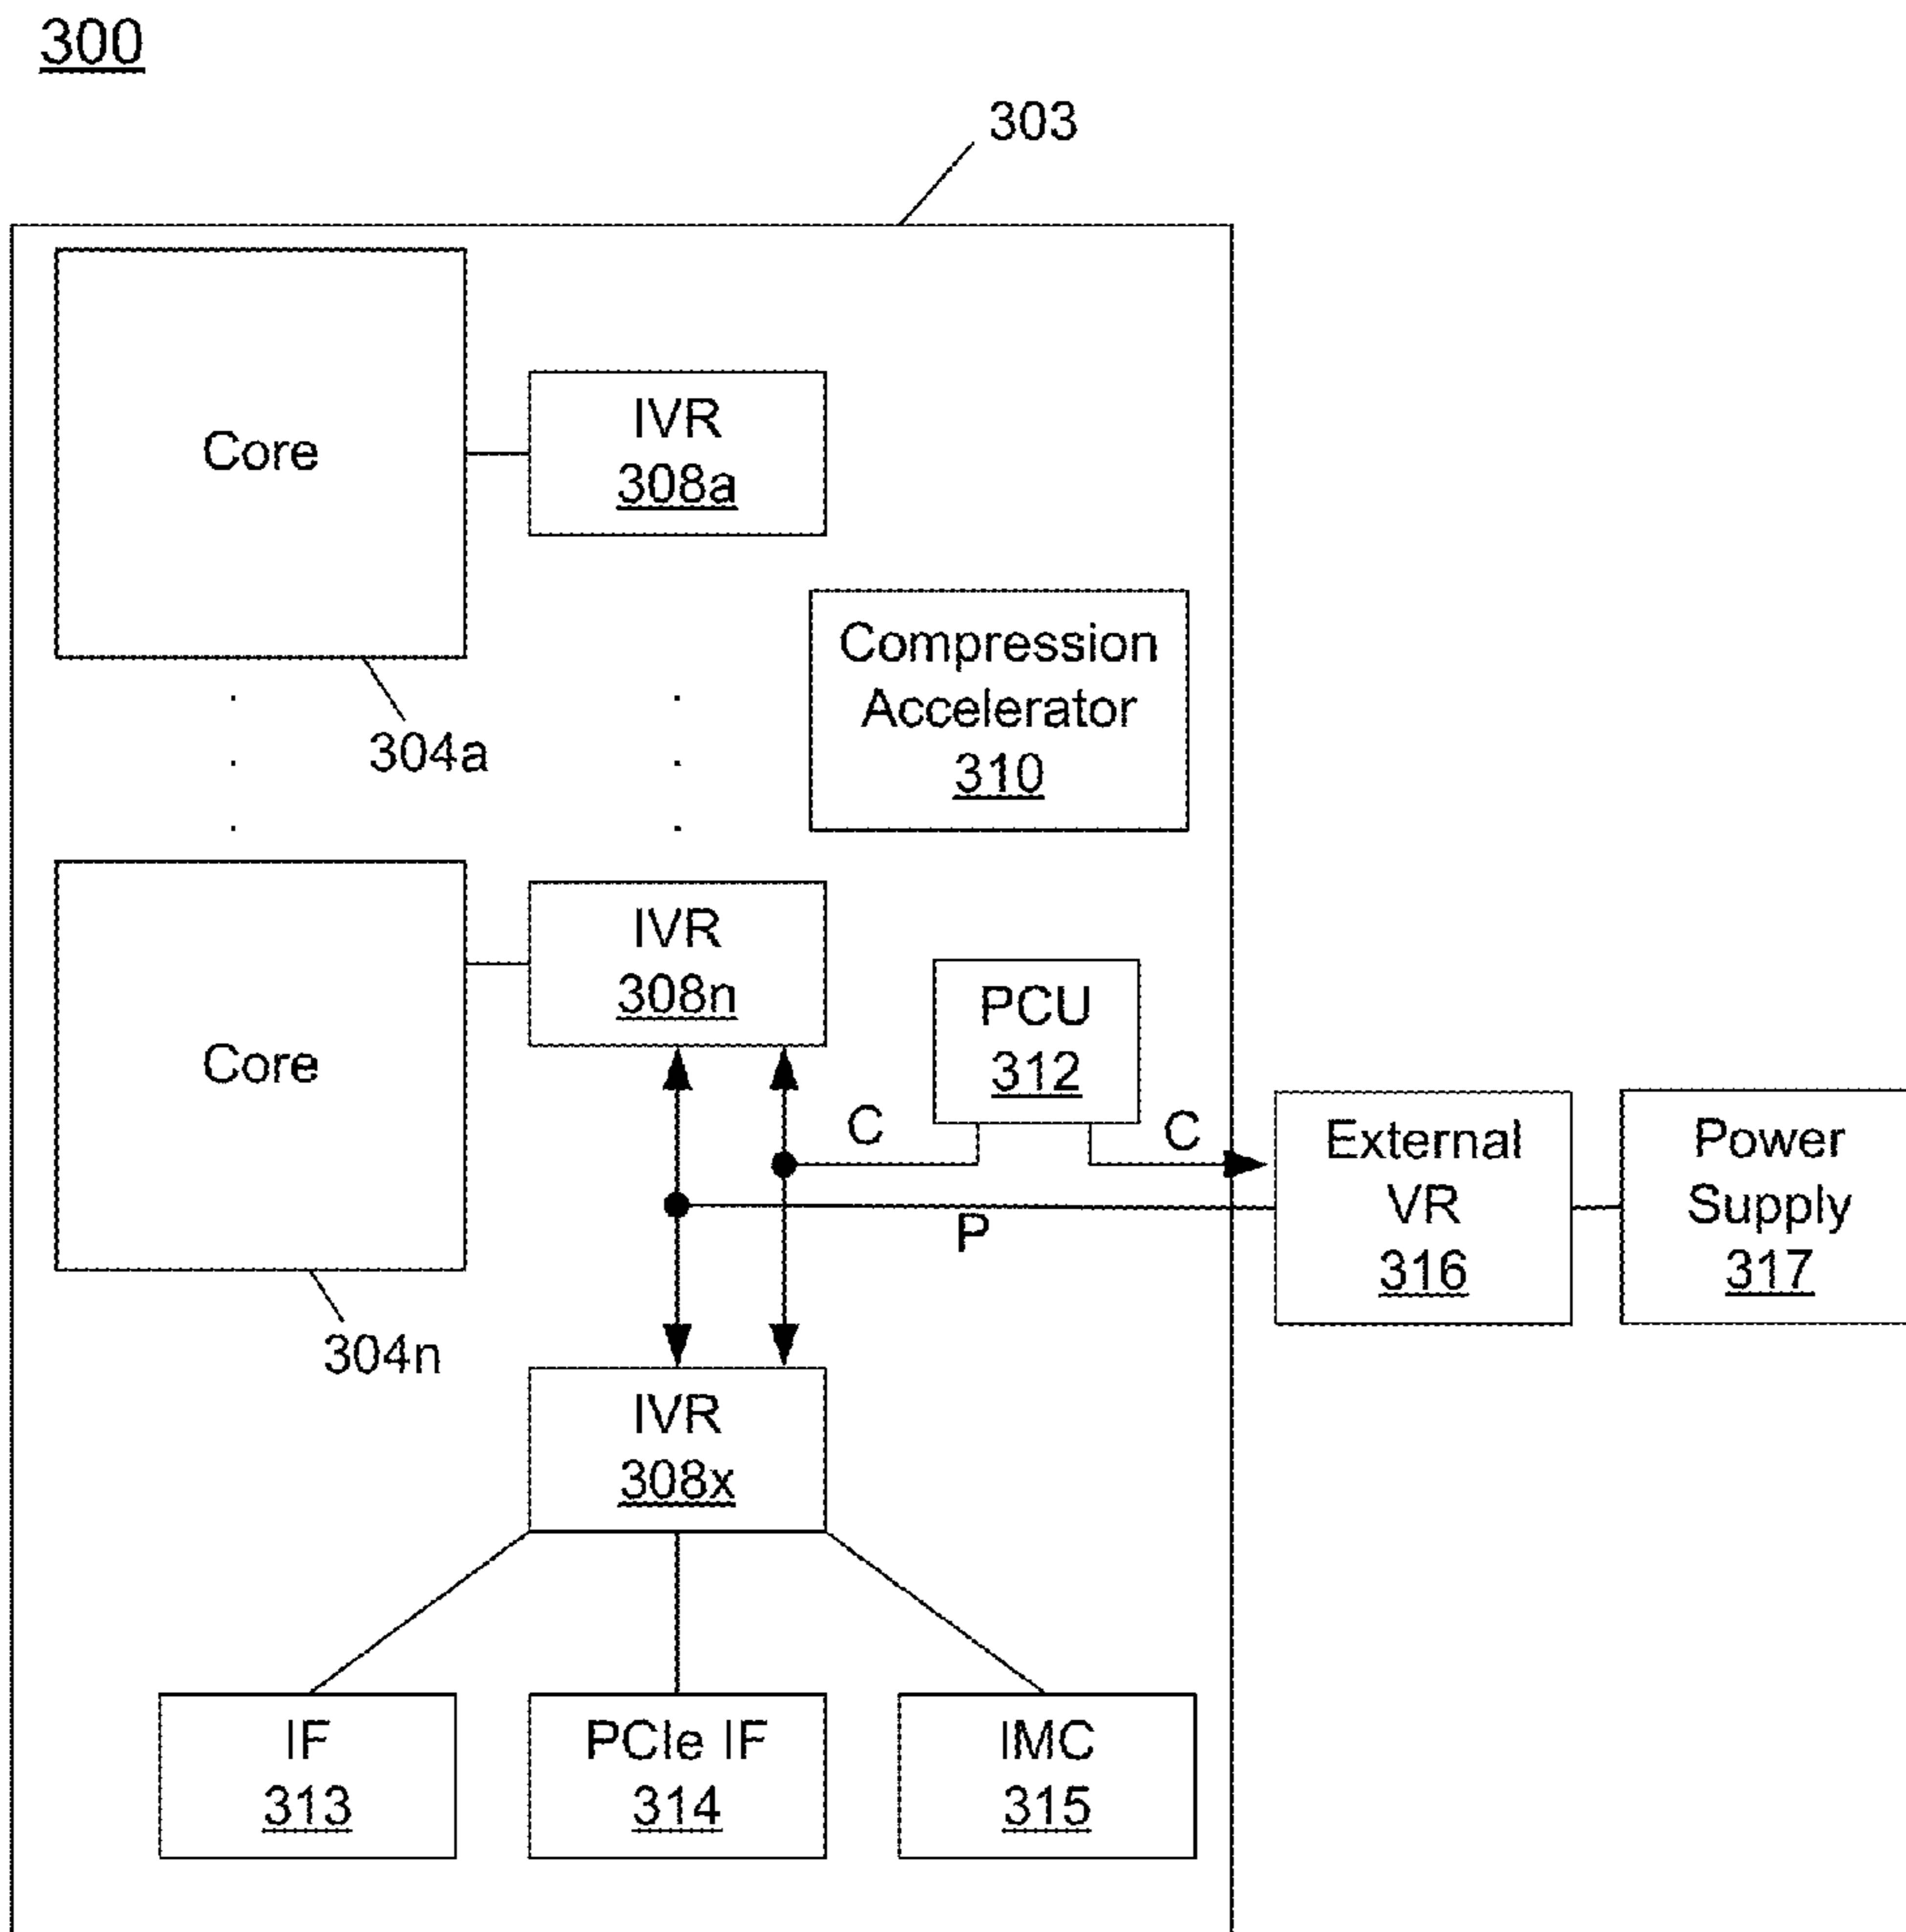 300
303
Core
IVR
308a
Compression
Accelerator
310
304a
Core
IVR
308n
PCU
312
C
C
P
External
VR
316
Power
Supply
317
304n
IVR
308x
IF
313
PCIe IF
314
IMC
315